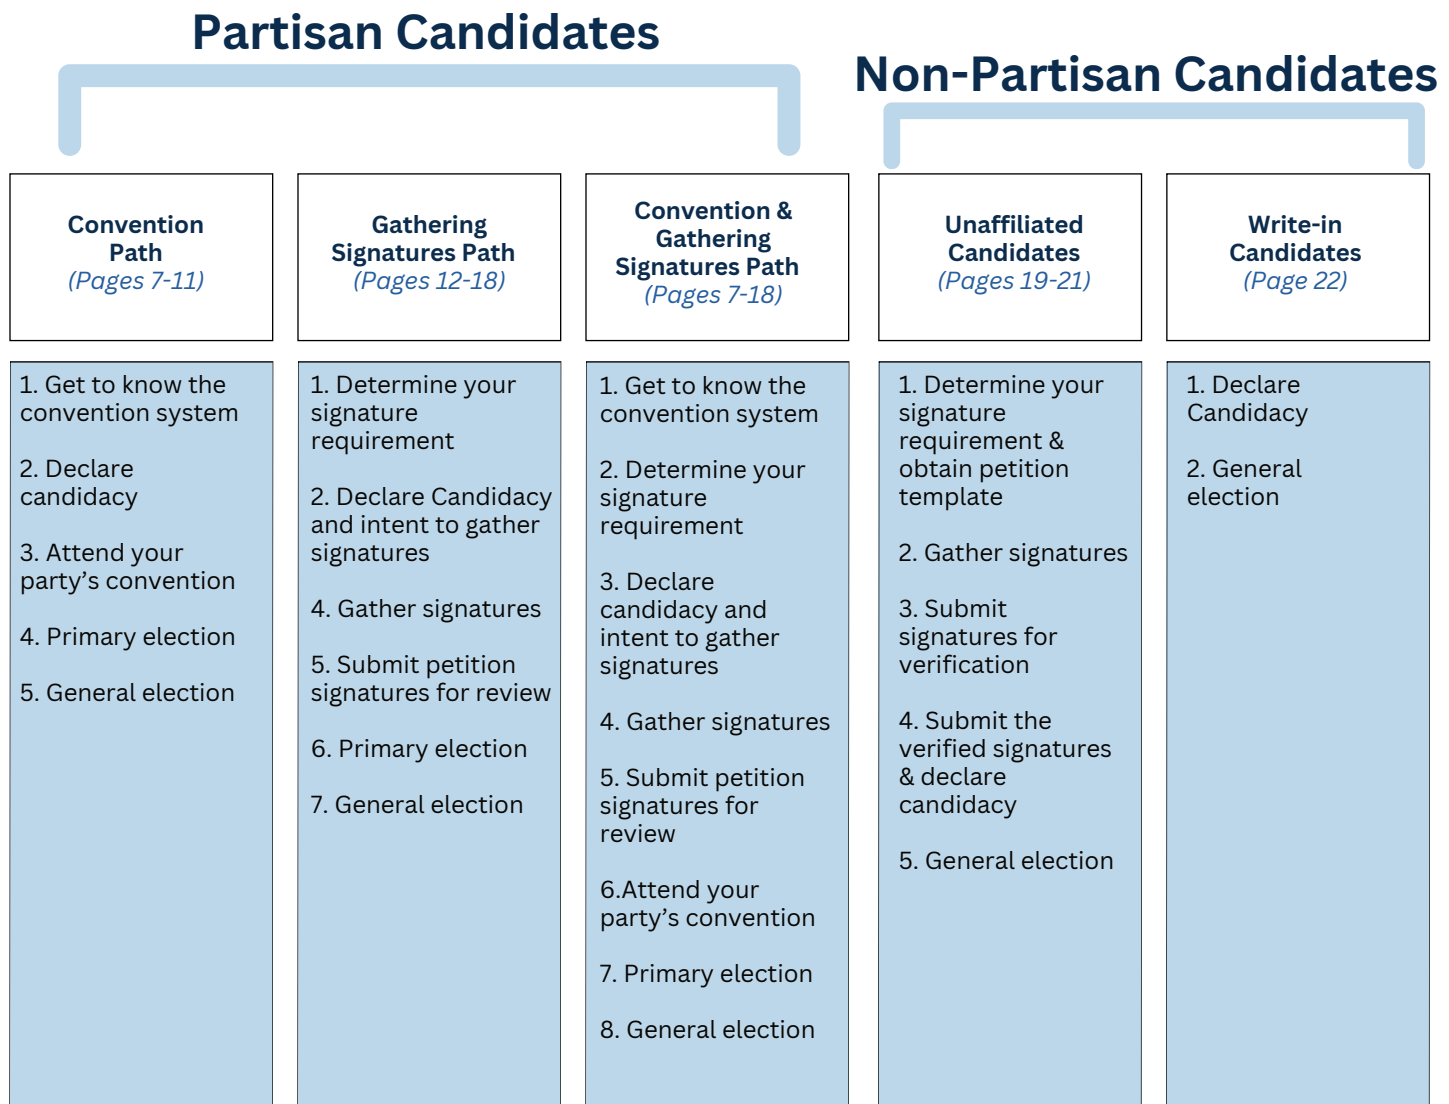 Partisan Candidates
Non-Partisan Candidates
Convention
Path
(Pages 7-11)
Gathering
Signatures Path
(Pages 12-18)
Convention &
Gathering
Signatures Path
(Pages 7-18)
Unaffiliated
Candidates
(Pages 19-21)
Write-in
Candidates
(Page 22)
1. Get to know the
convention system
2. Declare
candidacy
3. Attend your
party’s convention
4. Primary election
5. General election
1. Determine your
signature
requirement
2. Declare Candidacy
and intent to gather
signatures
4. Gather signatures
5. Submit petition
signatures for review
6. Primary election
7. General election
1. Get to know the
convention system
2. Determine your
signature
requirement
3. Declare
candidacy and
intent to gather
signatures
4. Gather signatures
5. Submit petition
signatures for
review
6.Attend your
party’s convention
7. Primary election
8. General election
1. Determine your
signature
requirement &
obtain petition
template
2. Gather signatures
3. Submit
signatures for
verification
4. Submit the
verified signatures
& declare
candidacy
5. General election
1. Declare
Candidacy
2. General
election